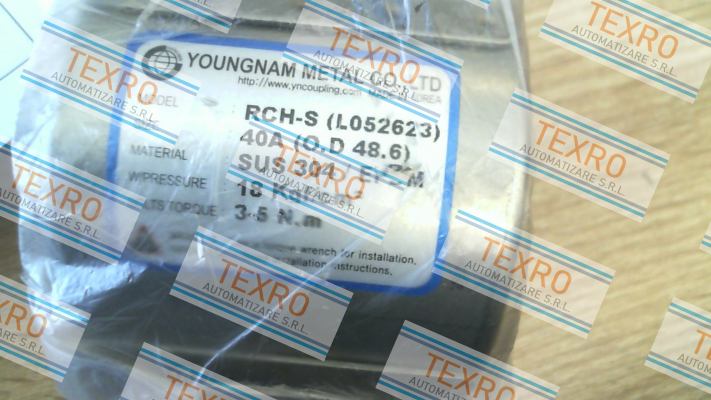 YOUNGNAM METAL CO., LTD
http://www.yncoupling.com MADE IN KOREA
MODEL RCH-S (L052623)
40A (O.D 48.6)
MATERIAL SUS 304
W/PRESSURE 18
TORQUE 3-5 N.m
wrench for installation.
instructions.
TEXRO
AUTOMATIZARE S.R.L.